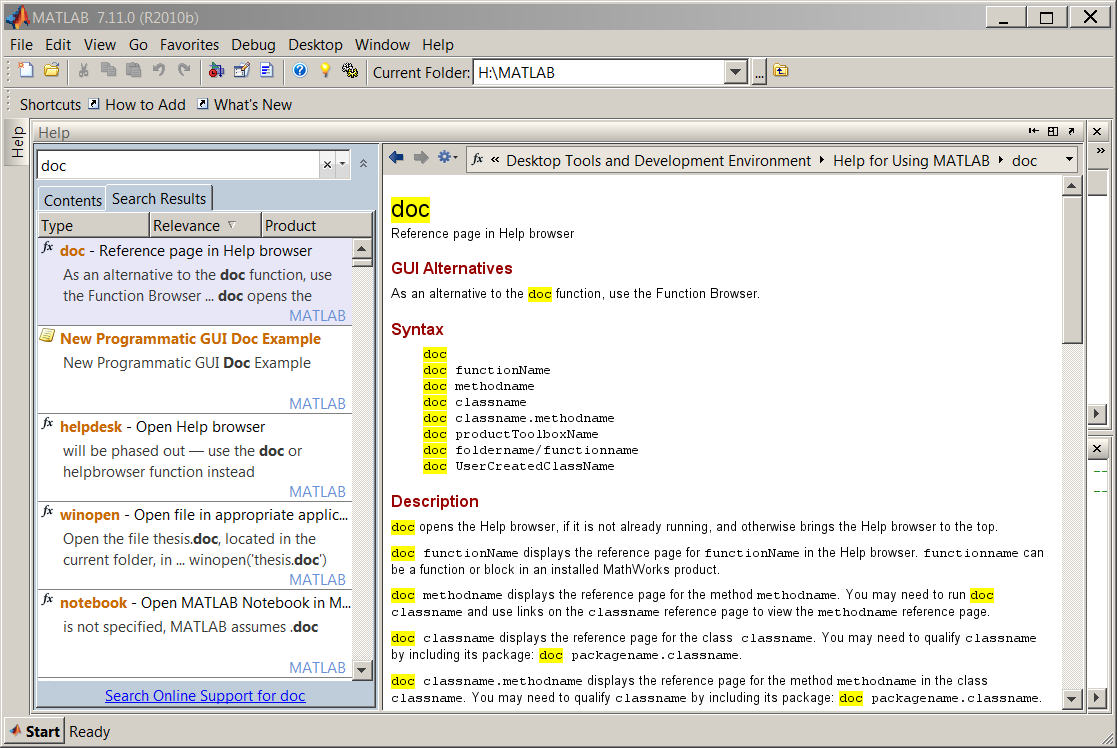 MATLAB 7.11.0 (R2010b)
File Edit View Go Favorites Debug Desktop Window Help
Current Folder: H:\MATLAB ...
Shortcuts How to Add What's New
Help
Help
doc
Contents Search Results
Type Relevance Product
fx doc - Reference page in Help browser
As an alternative to the doc function, use
the Function Browser ... doc opens the
MATLAB
New Programmatic GUI Doc Example
New Programmatic GUI Doc Example
MATLAB
fx helpdesk - Open Help browser
will be phased out — use the doc or
helpbrowser function instead
MATLAB
fx winopen - Open file in appropriate applic...
Open the file thesis.doc, located in the
current folder, in ... winopen('thesis.doc')
MATLAB
fx notebook - Open MATLAB Notebook in M...
is not specified, MATLAB assumes .doc
MATLAB
Search Online Support for doc
fx « Desktop Tools and Development Environment Help for Using MATLAB doc
doc
Reference page in Help browser
GUI Alternatives
As an alternative to the doc function, use the Function Browser.
Syntax
doc
doc functionName
doc methodname
doc classname
doc classname.methodname
doc productToolboxName
doc foldername/functionname
doc UserCreatedClassName
Description
doc opens the Help browser, if it is not already running, and otherwise brings the Help browser to the top.
doc functionName displays the reference page for functionName in the Help browser. functionname can
be a function or block in an installed MathWorks product.
doc methodname displays the reference page for the method methodname. You may need to run doc
classname and use links on the classname reference page to view the methodname reference page.
doc classname displays the reference page for the class classname. You may need to qualify classname
by including its package: doc packagename.classname.
doc classname.methodname displays the reference page for the method methodname in the class
classname. You may need to qualify classname by including its package: doc packagename.classname.
Start Ready